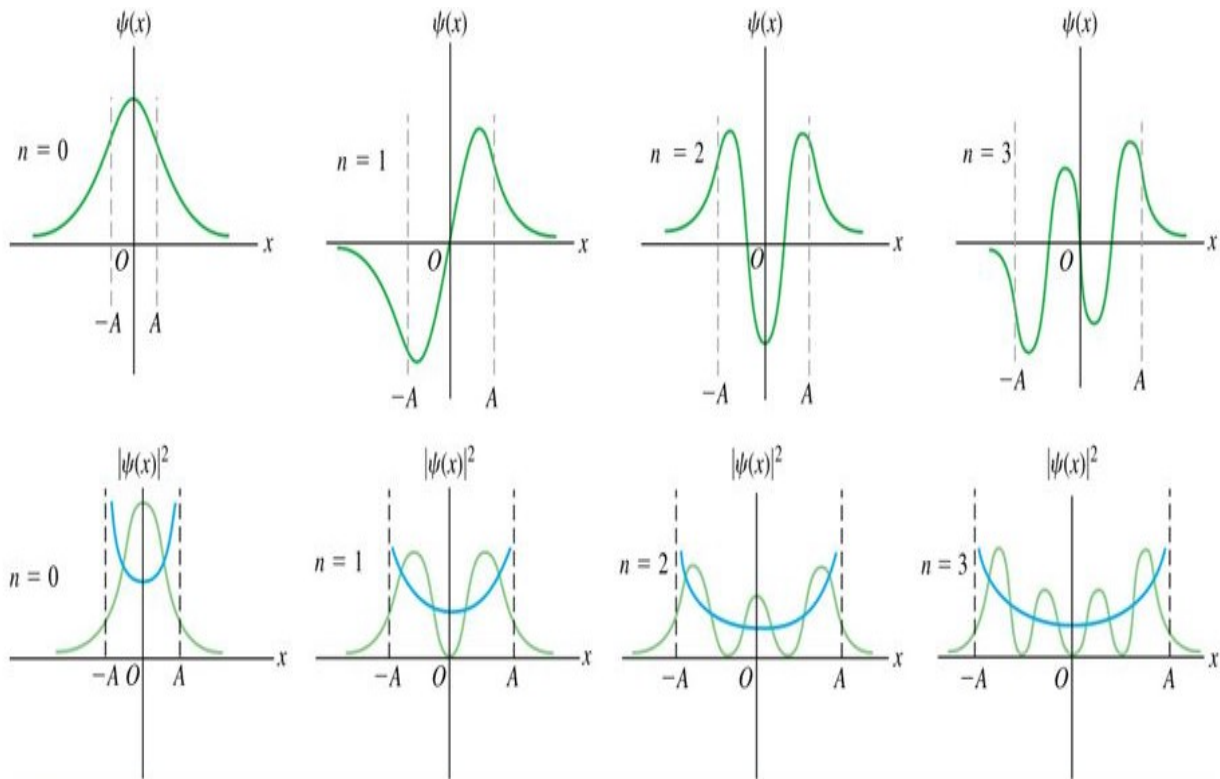 ψ(x)
ψ(x)
ψ(x)
ψ(x)
n = 0
n = 1
n = 2
n = 3
x
x
x
x
O
O
O
O
−A
A
−A
A
−A
A
−A
A
|ψ(x)|²
|ψ(x)|²
|ψ(x)|²
|ψ(x)|²
n = 0
n = 1
n = 2
n = 3
x
x
x
x
−A O A
−A O A
−A O A
−A O A